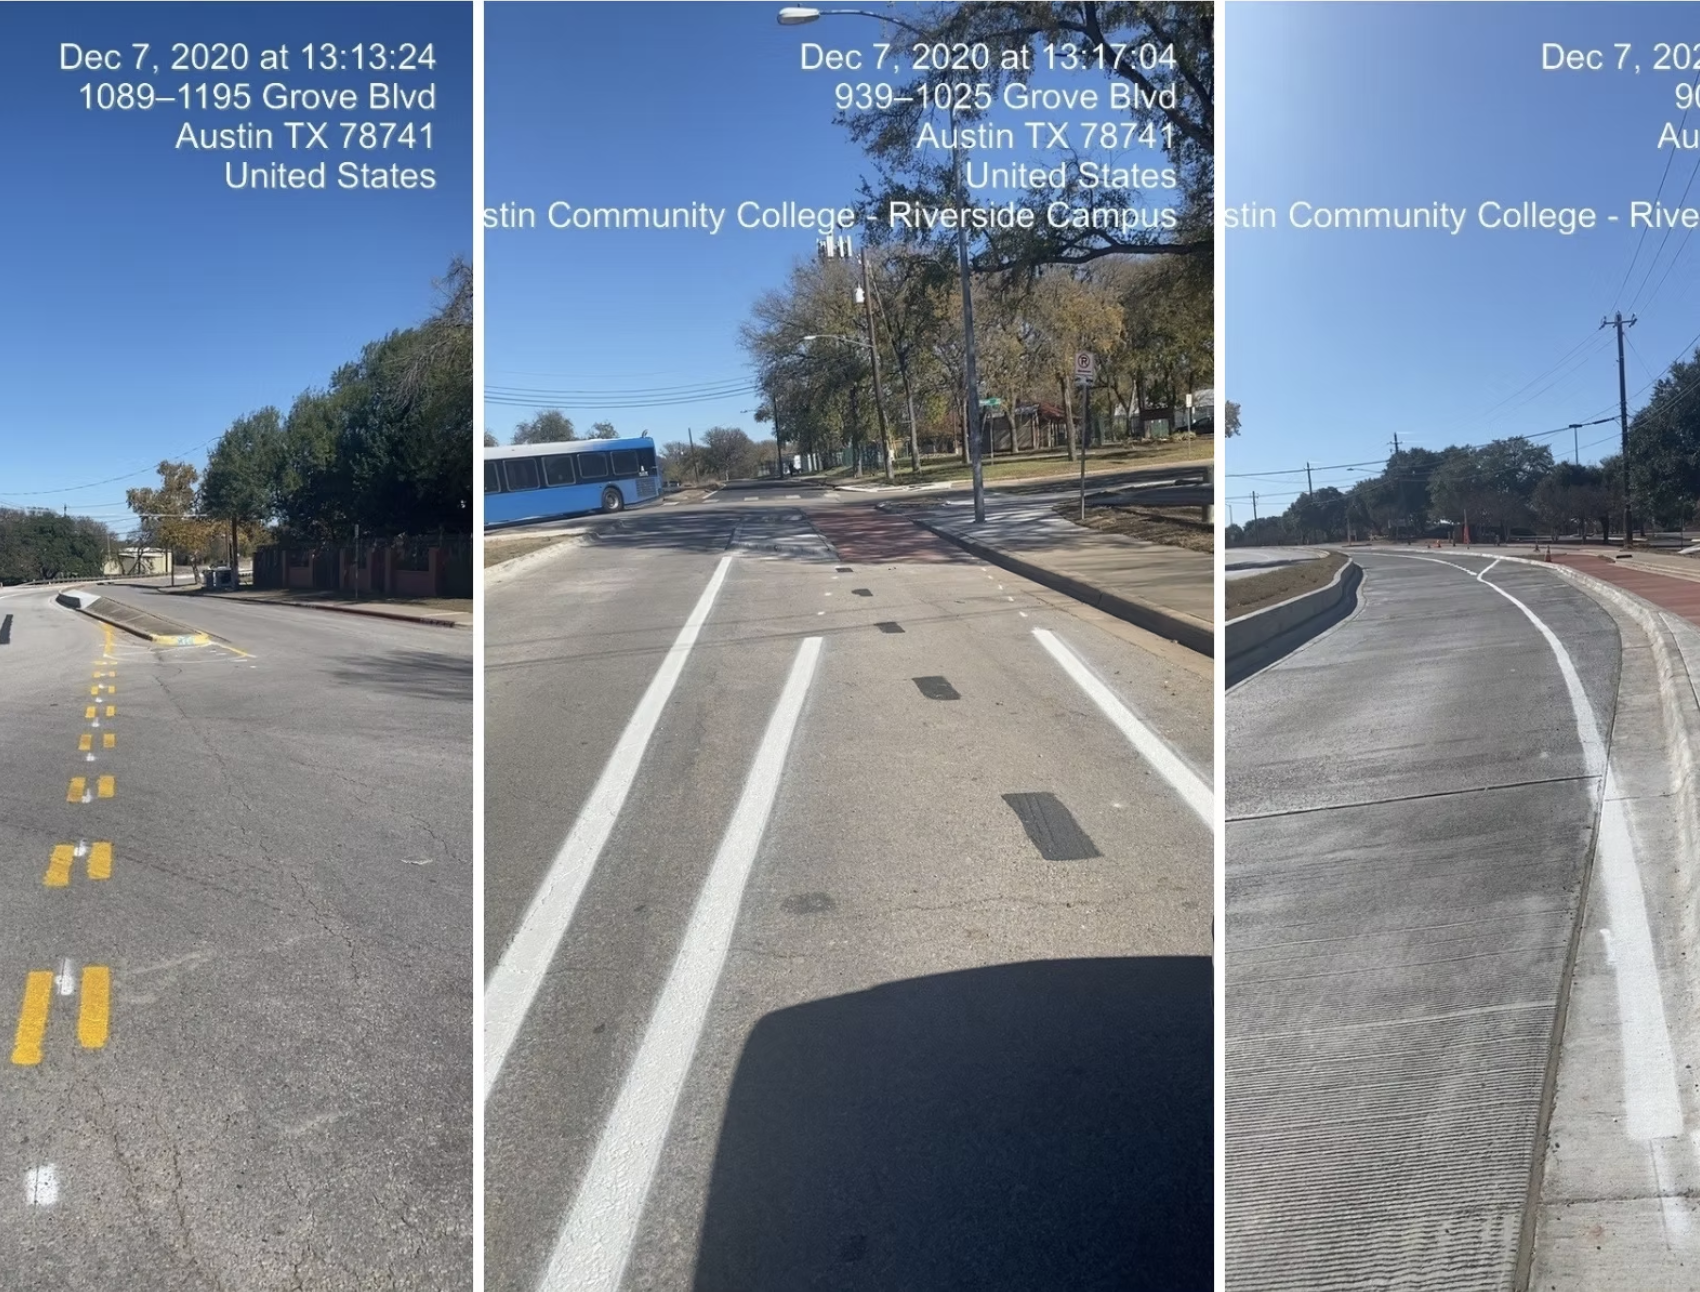 Dec 7, 2020 at 13:13:24
1089–1195 Grove Blvd
Austin TX 78741
United States
Dec 7, 2020 at 13:17:04
939–1025 Grove Blvd
Austin TX 78741
United States
stin Community College - Riverside Campus
Dec 7, 202
90
Au
stin Community College - Rive